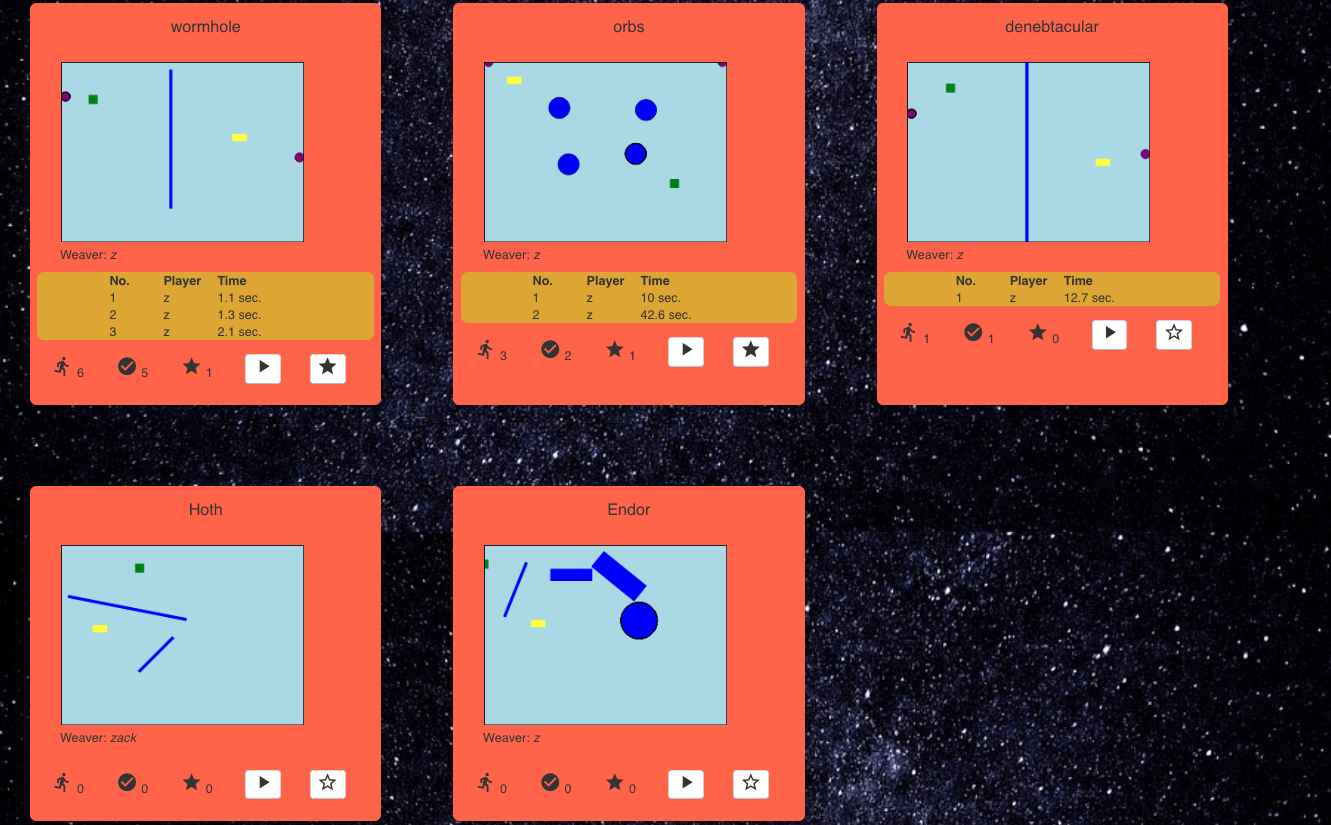 wormhole
Weaver: z
No. Player Time
1 z 1.1 sec.
2 z 1.3 sec.
3 z 2.1 sec.
6 5 1
orbs
Weaver: z
No. Player Time
1 z 10 sec.
2 z 42.6 sec.
3 2 1
denebtacular
Weaver: z
No. Player Time
1 z 12.7 sec.
1 1 0
Hoth
Weaver: zack
0 0 0
Endor
Weaver: z
0 0 0